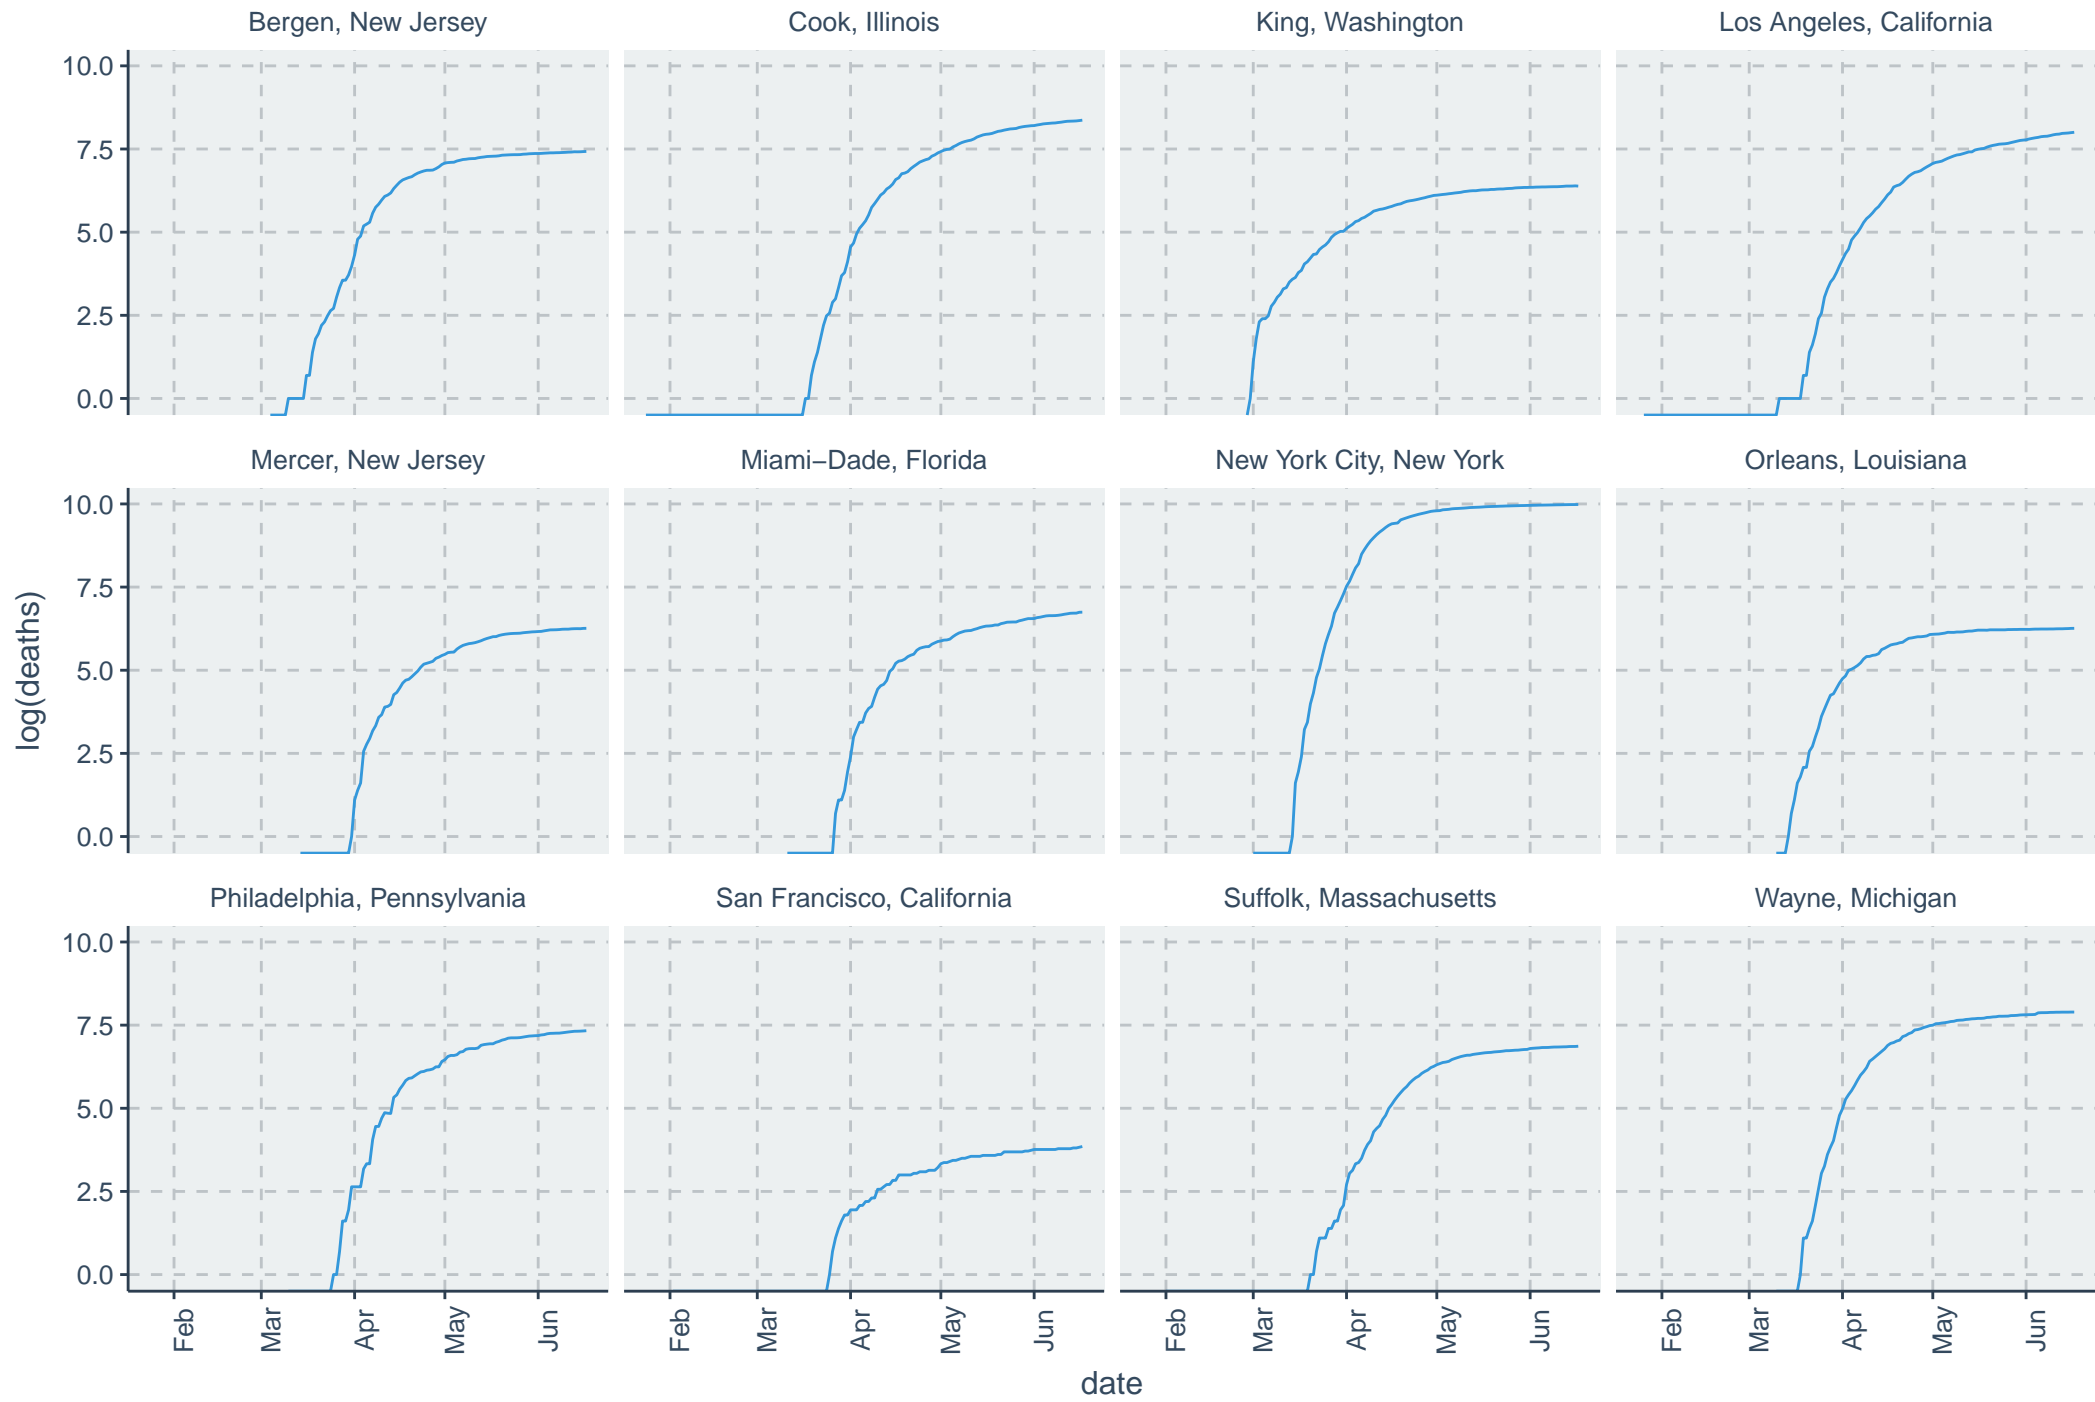 Bergen, New Jersey
Cook, Illinois
King, Washington
Los Angeles, California
10.0
7.5
5.0
2.5
0.0
Mercer, New Jersey
Miami−Dade, Florida
New York City, New York
Orleans, Louisiana
10.0
7.5
5.0
2.5
0.0
log(deaths)
Philadelphia, Pennsylvania
San Francisco, California
Suffolk, Massachusetts
Wayne, Michigan
10.0
7.5
5.0
2.5
0.0
Feb Mar Apr May Jun
Feb Mar Apr May Jun
Feb Mar Apr May Jun
Feb Mar Apr May Jun
date